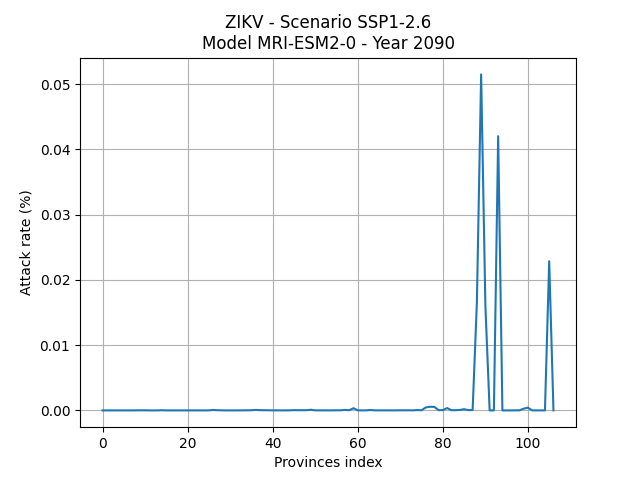 ZIKV - Scenario SSP1-2.6
Model MRI-ESM2-0 - Year 2090
0.05
0.04
0.03
0.02
0.01
0.00
Attack rate (%)
0 20 40 60 80 100
Provinces index